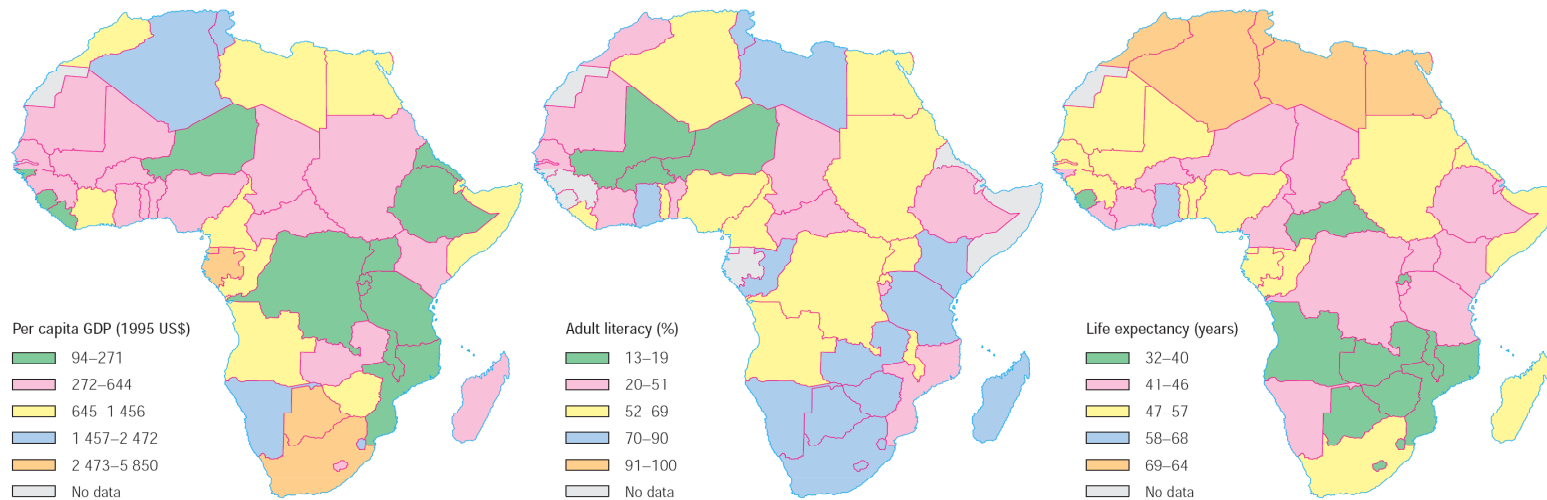 Per capita GDP (1995 US$)
94–271
272–644
645 1 456
1 457–2 472
2 473–5 850
No data
Adult literacy (%)
13–19
20–51
52 69
70–90
91–100
No data
Life expectancy (years)
32–40
41–46
47 57
58–68
69–64
No data